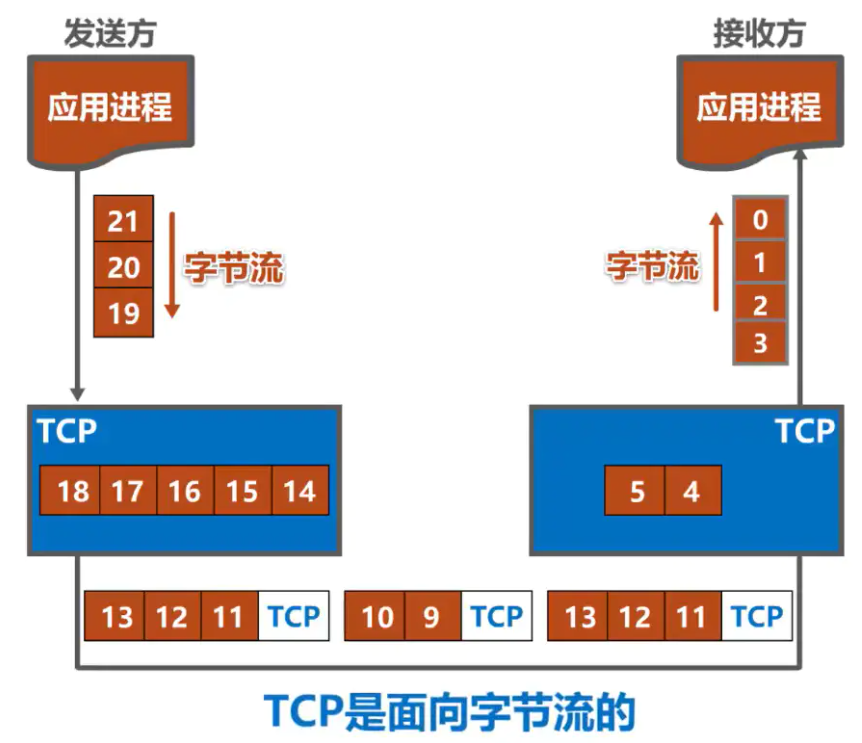 发送方
接收方
应用进程
应用进程
21
20
19
字节流
字节流
0
1
2
3
TCP
18 17 16 15 14
TCP
5 4
13 12 11 TCP
10 9 TCP
13 12 11 TCP
TCP是面向字节流的